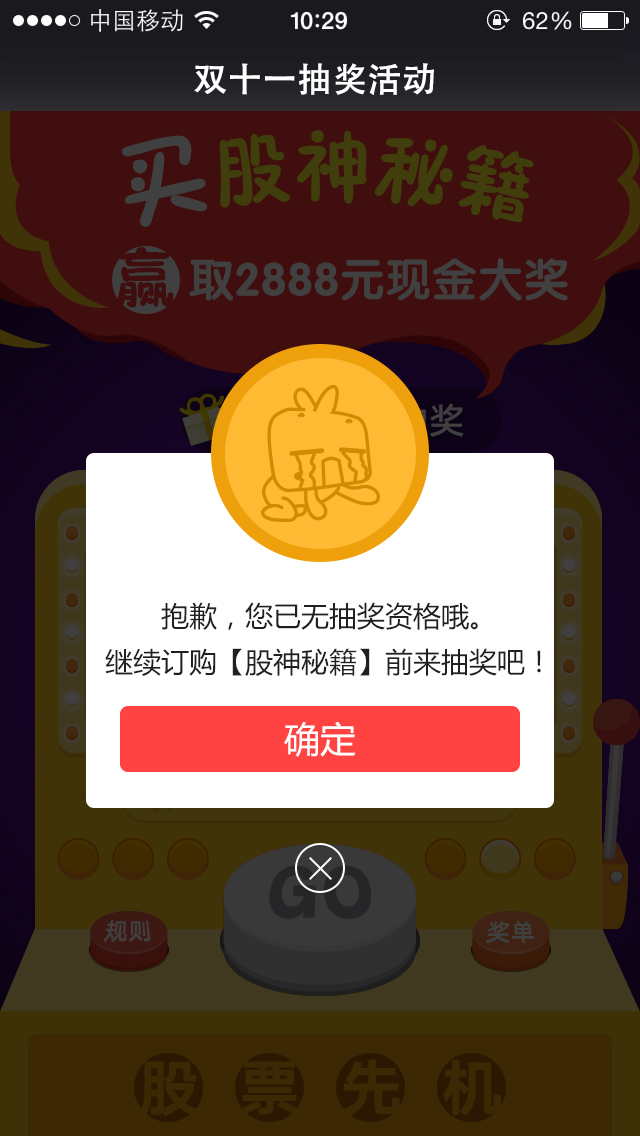 中国移动 10:29 62%
双十一抽奖活动
买股神秘籍
赢取2888元现金大奖
奖
抱歉，您已无抽奖资格哦。
继续订购【股神秘籍】前来抽奖吧！
确定
GO
规则
奖单
股票先机